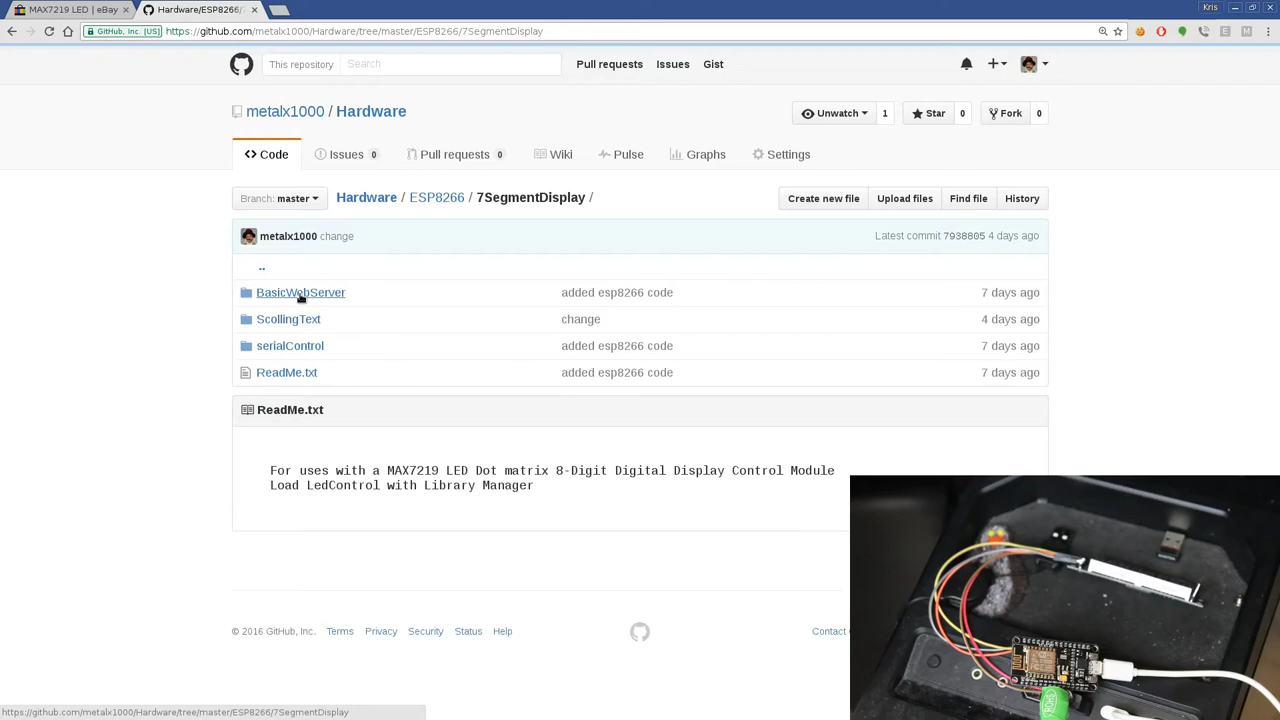 MAX7219 LED | eBay
Hardware/ESP8266/7
Kris
GitHub, Inc. [US]
https://github.com/metalx1000/Hardware/tree/master/ESP8266/7SegmentDisplay
This repository
Search
Pull requests
Issues
Gist
metalx1000 / Hardware
Unwatch
1
Star
0
Fork
0
Code
Issues 0
Pull requests 0
Wiki
Pulse
Graphs
Settings
Branch: master
Hardware / ESP8266 / 7SegmentDisplay /
Create new file
Upload files
Find file
History
metalx1000 change
Latest commit 7938805 4 days ago
..
BasicWebServer added esp8266 code 7 days ago
ScollingText change 4 days ago
serialControl added esp8266 code 7 days ago
ReadMe.txt added esp8266 code 7 days ago
ReadMe.txt
For uses with a MAX7219 LED Dot matrix 8-Digit Digital Display Control Module
Load LedControl with Library Manager
© 2016 GitHub, Inc.
Terms
Privacy
Security
Status
Help
Contact
https://github.com/metalx1000/Hardware/tree/master/ESP8266/7SegmentDisplay